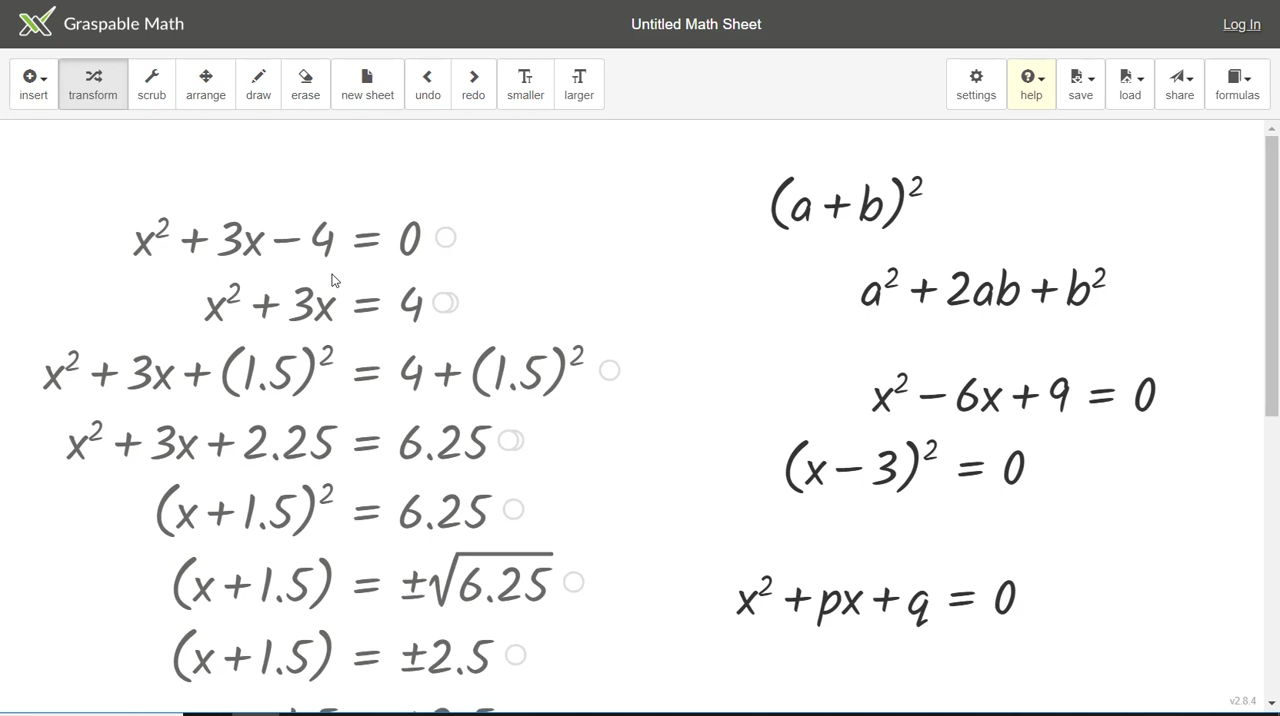 Graspable Math
Untitled Math Sheet
Log In
insert
transform
scrub
arrange
draw
erase
new sheet
undo
redo
smaller
larger
settings
help
save
load
share
formulas
x² + 3x − 4 = 0
x² + 3x = 4
x² + 3x + (1.5)² = 4 + (1.5)²
x² + 3x + 2.25 = 6.25
(x + 1.5)² = 6.25
(x + 1.5) = ±√6.25
(x + 1.5) = ±2.5
(a + b)²
a² + 2ab + b²
x² − 6x + 9 = 0
(x − 3)² = 0
x² + px + q = 0
v2.8.4